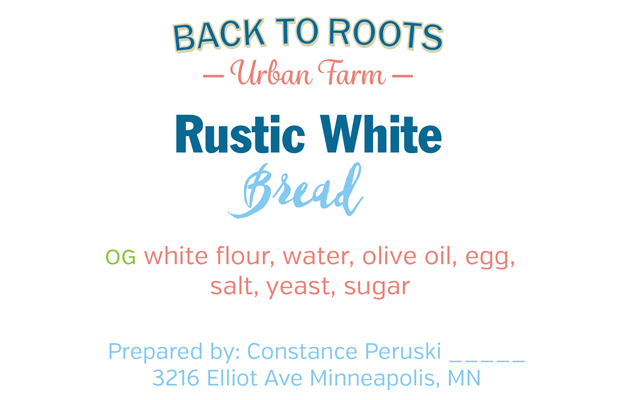 BACK TO ROOTS
— Urban Farm —
Rustic White
Bread
OG white flour, water, olive oil, egg,
salt, yeast, sugar
Prepared by: Constance Peruski _____
3216 Elliot Ave Minneapolis, MN